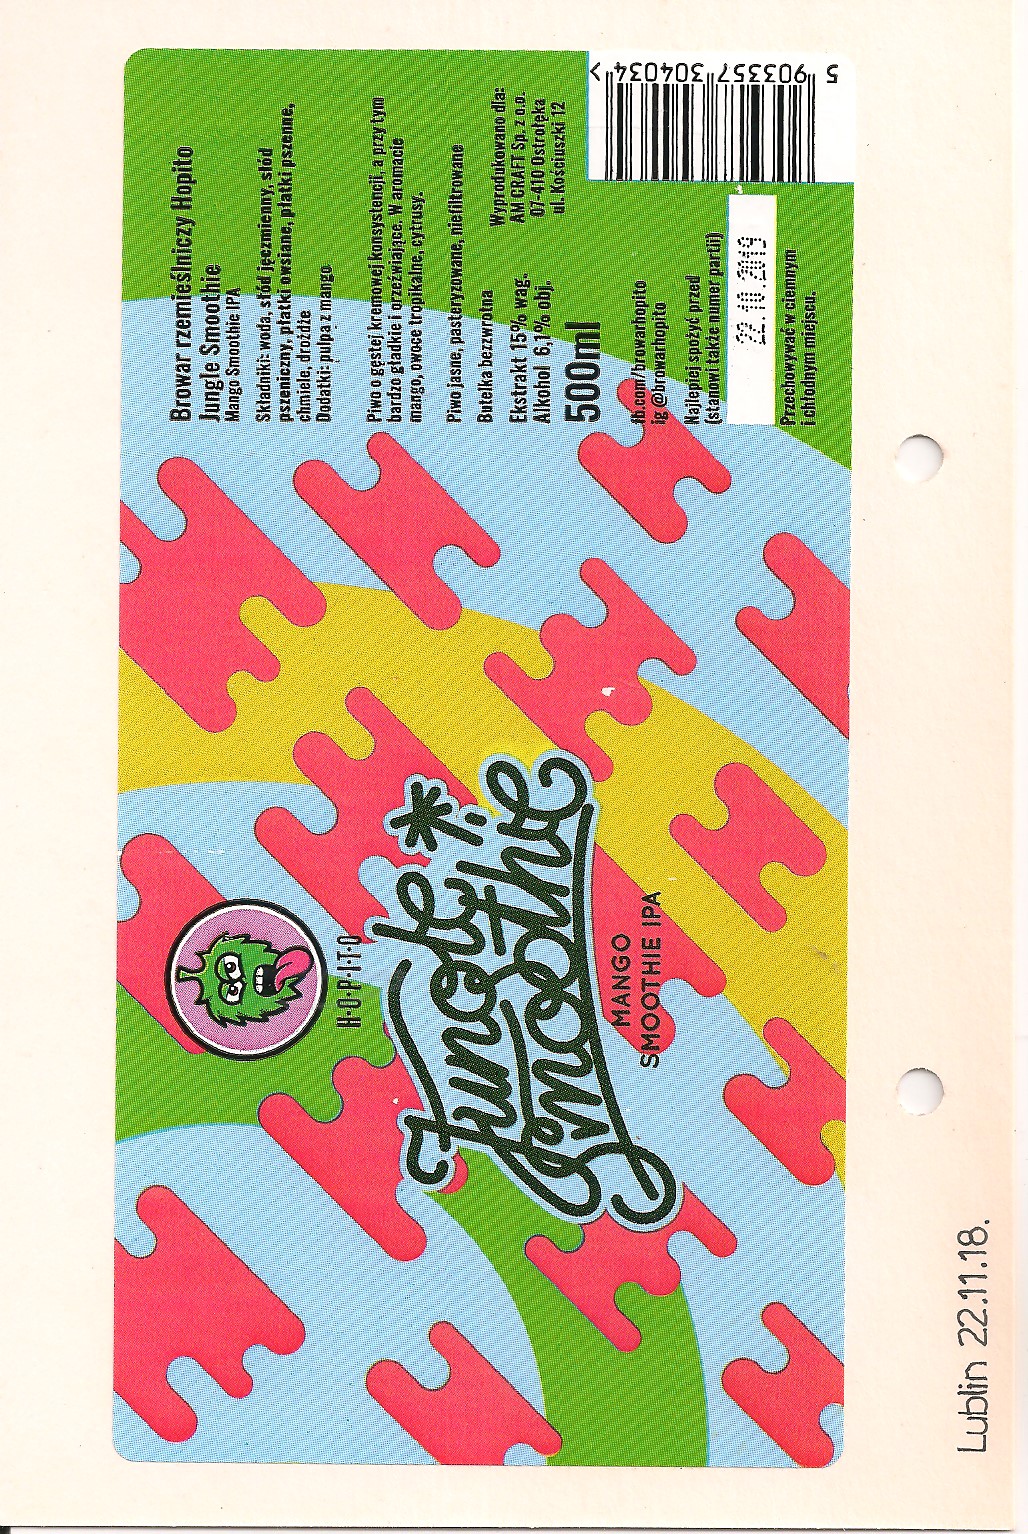 H·O·P·I·T·O
Jungle*
Smoothie
MANGO
SMOOTHIE IPA
Browar rzemieślniczy Hopito
Jungle Smoothie
Mango Smoothie IPA
Składniki: woda, słód jęczmienny, słód
pszeniczny, płatki owsiane, płatki pszenne,
chmiele, drożdże
Dodatki: pulpa z mango
Piwo o gęstej kremowej konsystencji, a przy tym
bardzo gładkie i orzeźwiające. W aromacie
mango, owoce tropikalne, cytrusy.
Piwo jasne, pasteryzowane, niefiltrowane
Butelka bezzwrotna
Ekstrakt 15% wag.
Alkohol 6,1% obj.
500ml
Wyprodukowano dla:
AM CRAFT Sp. z o.o.
07-410 Ostrołęka
ul. Kościuszki 12
fb.com/browarhopito
ig @browarhopito
Najlepiej spożyć przed
(stanowi także numer partii)
22.10.2019
Przechowywać w ciemnym
i chłodnym miejscu.
5 903357 304034 >
Lublin 22.11.18.